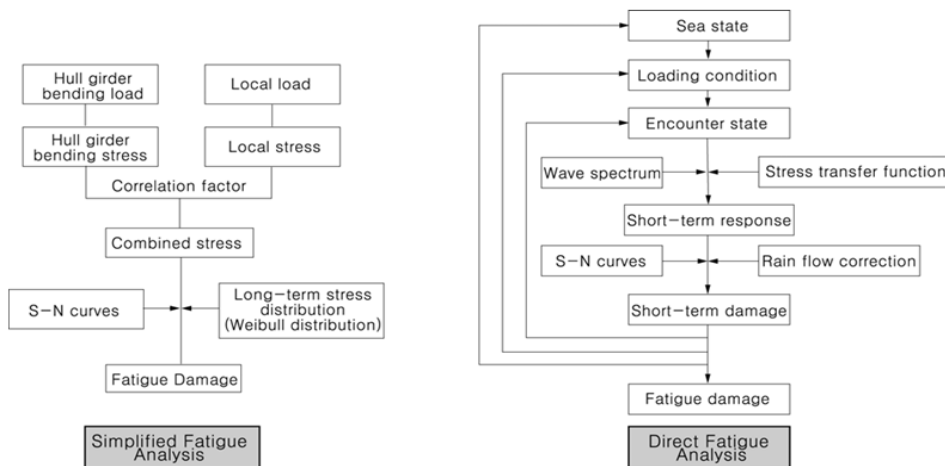 Hull girder
bending load
Local load
Hull girder
bending stress
Local stress
Correlation factor
Combined stress
S-N curves
Long-term stress
distribution
(Weibull distribution)
Fatigue Damage
Simplified Fatigue
Analysis
Sea state
Loading condition
Encounter state
Wave spectrum
Stress transfer function
Short-term response
S-N curves
Rain flow correction
Short-term damage
Fatigue damage
Direct Fatigue
Analysis